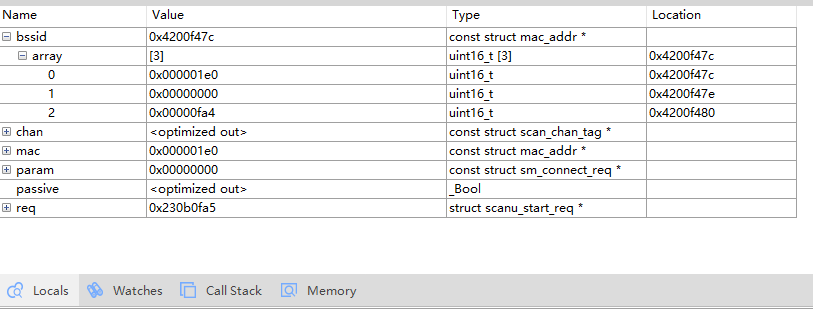 Name Value Type Location
bssid 0x4200f47c const struct mac_addr *
array [3] uint16_t [3] 0x4200f47c
0 0x000001e0 uint16_t 0x4200f47c
1 0x00000000 uint16_t 0x4200f47e
2 0x00000fa4 uint16_t 0x4200f480
chan <optimized out> const struct scan_chan_tag *
mac 0x000001e0 const struct mac_addr *
param 0x00000000 const struct sm_connect_req *
passive <optimized out> _Bool
req 0x230b0fa5 struct scanu_start_req *
Locals Watches Call Stack Memory